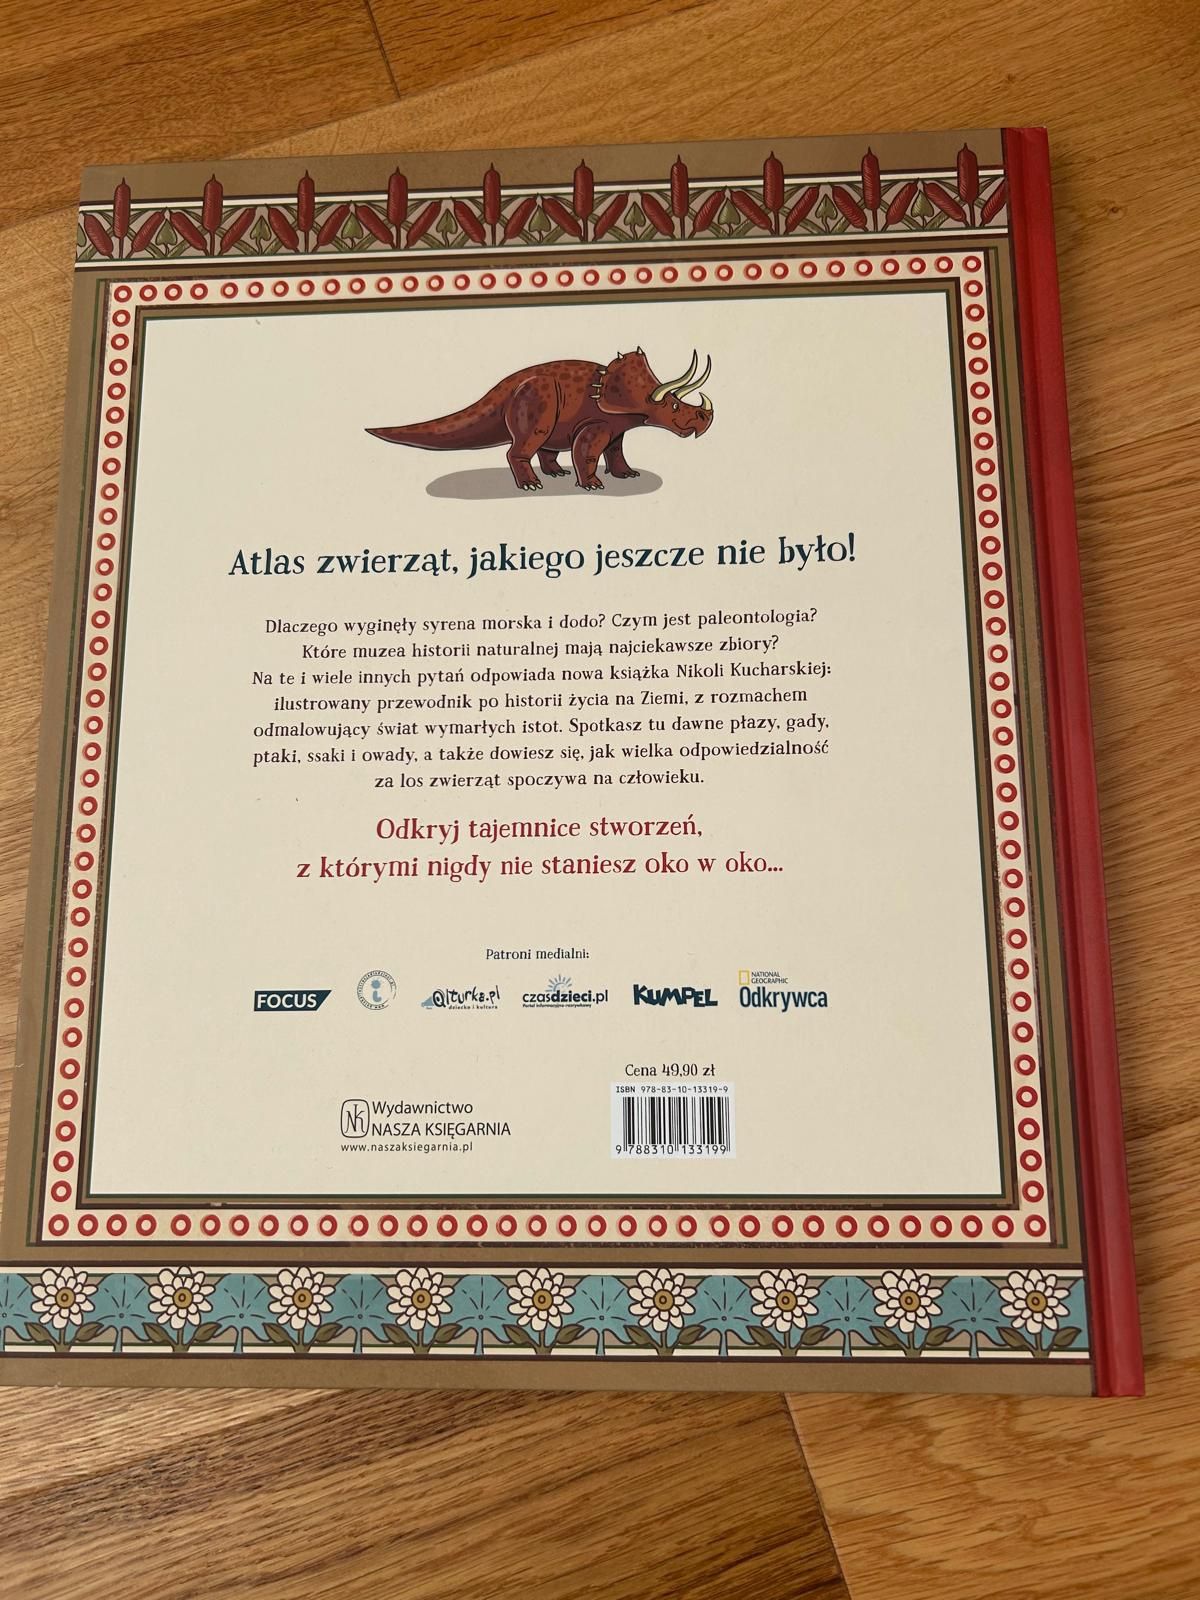 Atlas zwierząt, jakiego jeszcze nie było!
Dlaczego wyginęły syrena morska i dodo? Czym jest paleontologia?
Które muzea historii naturalnej mają najciekawsze zbiory?
Na te i wiele innych pytań odpowiada nowa książka Nikoli Kucharskiej:
ilustrowany przewodnik po historii życia na Ziemi, z rozmachem
odmalowujący świat wymarłych istot. Spotkasz tu dawne płazy, gady,
ptaki, ssaki i owady, a także dowiesz się, jak wielka odpowiedzialność
za los zwierząt spoczywa na człowieku.
Odkryj tajemnice stworzeń,
z którymi nigdy nie staniesz oko w oko...
Patroni medialni:
FOCUS
Qlturka.pl
dziecko i kultura
czasdzieci.pl
Portal informacyjno-rozrywkowy
KUMPEL
NATIONAL
GEOGRAPHIC
Odkrywca
Cena 49,90 zł
ISBN 978-83-10-13319-9
9 788310 133199
NK
Wydawnictwo
NASZA KSIĘGARNIA
www.naszaksiegarnia.pl